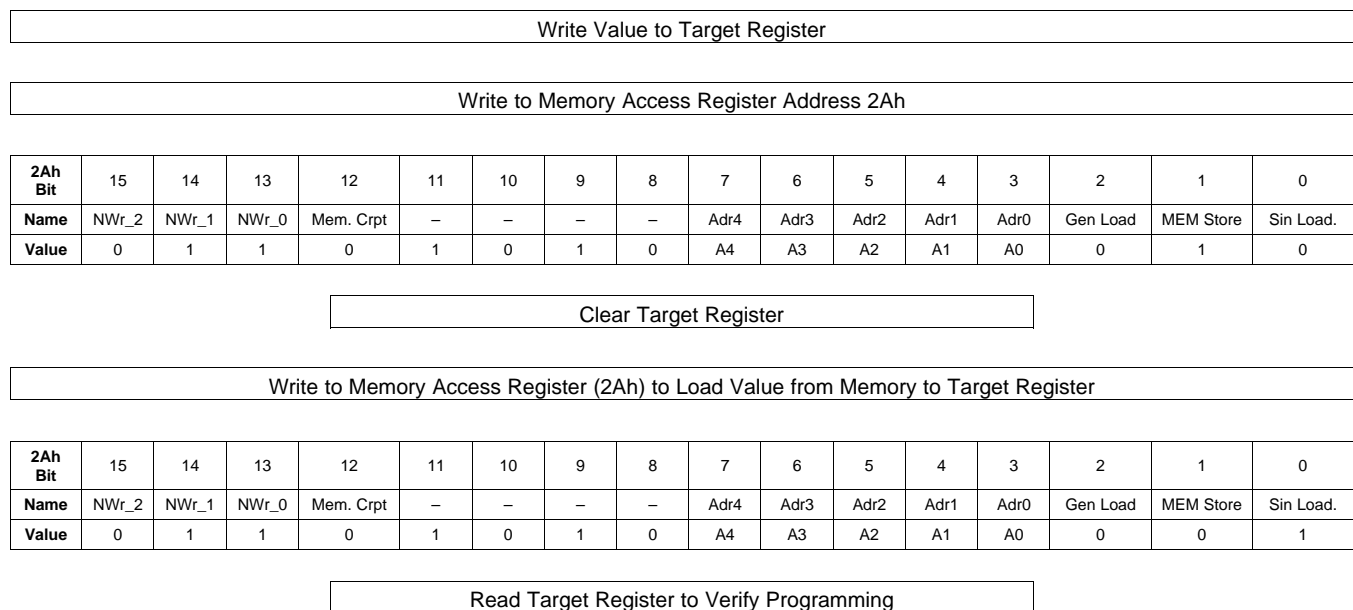 Write Value to Target Register
Write to Memory Access Register Address 2Ah
2Ah Bit 15 14 13 12 11 10 9 8 7 6 5 4 3 2 1 0
Name NWr_2 NWr_1 NWr_0 Mem. Crpt – – – – Adr4 Adr3 Adr2 Adr1 Adr0 Gen Load MEM Store Sin Load.
Value 0 1 1 0 1 0 1 0 A4 A3 A2 A1 A0 0 1 0
Clear Target Register
Write to Memory Access Register (2Ah) to Load Value from Memory to Target Register
2Ah Bit 15 14 13 12 11 10 9 8 7 6 5 4 3 2 1 0
Name NWr_2 NWr_1 NWr_0 Mem. Crpt – – – – Adr4 Adr3 Adr2 Adr1 Adr0 Gen Load MEM Store Sin Load.
Value 0 1 1 0 1 0 1 0 A4 A3 A2 A1 A0 0 0 1
Read Target Register to Verify Programming